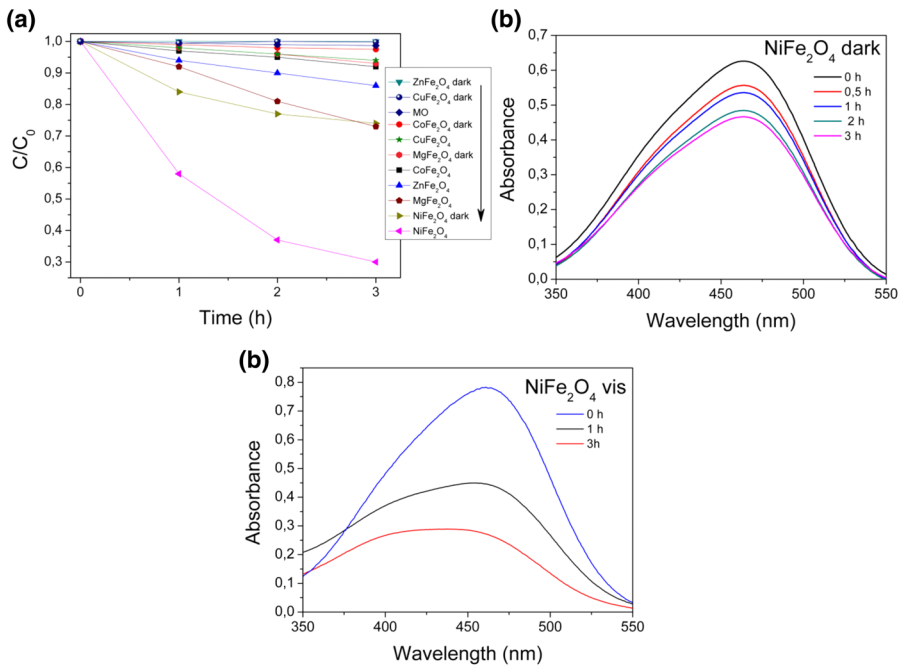 (a)
1,0
0,9
0,8
0,7
0,6
0,5
0,4
0,3
C/C0
0
1
2
3
Time (h)
ZnFe2O4 dark
CuFe2O4 dark
MO
CoFe2O4 dark
CuFe2O4
MgFe2O4 dark
CoFe2O4
ZnFe2O4
MgFe2O4
NiFe2O4 dark
NiFe2O4
(b)
NiFe2O4 dark
0 h
0,5 h
1 h
2 h
3 h
0,7
0,6
0,5
0,4
0,3
0,2
0,1
0,0
Absorbance
350
400
450
500
550
Wavelength (nm)
(b)
NiFe2O4 vis
0 h
1 h
3h
0,8
0,7
0,6
0,5
0,4
0,3
0,2
0,1
0,0
Absorbance
350
400
450
500
550
Wavelength (nm)